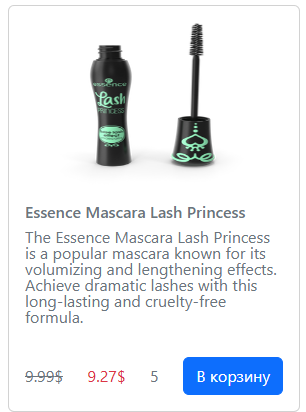 essence
Lash
PRINCESS
Essence Mascara Lash Princess
The Essence Mascara Lash Princess
is a popular mascara known for its
volumizing and lengthening effects.
Achieve dramatic lashes with this
long-lasting and cruelty-free
formula.
9.99$ 9.27$ 5 В корзину